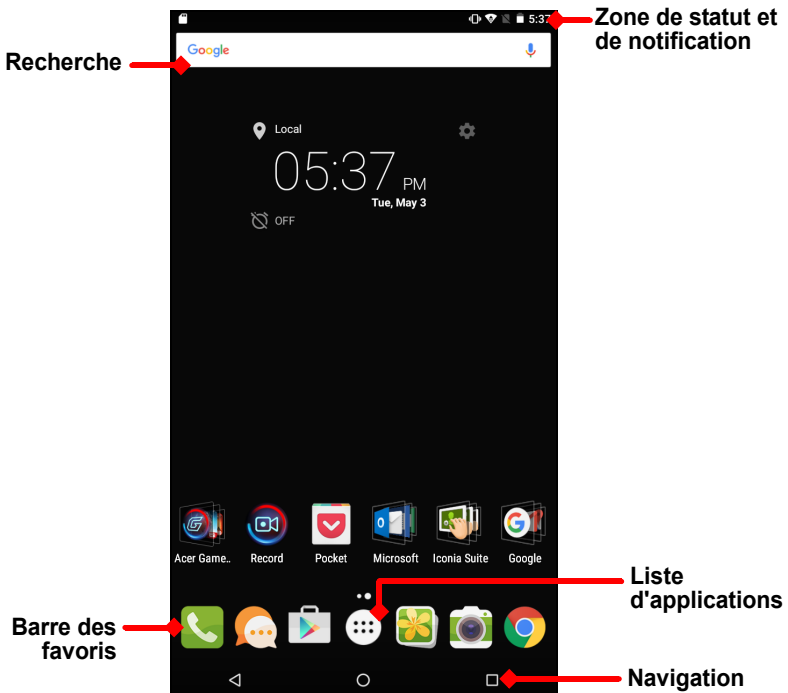 5:37
Zone de statut et
de notification
Google
Recherche
Local
05:37 PM
Tue, May 3
OFF
Acer Game.. Record Pocket Microsoft Iconia Suite Google
Liste
d'applications
Barre des
favoris
Navigation